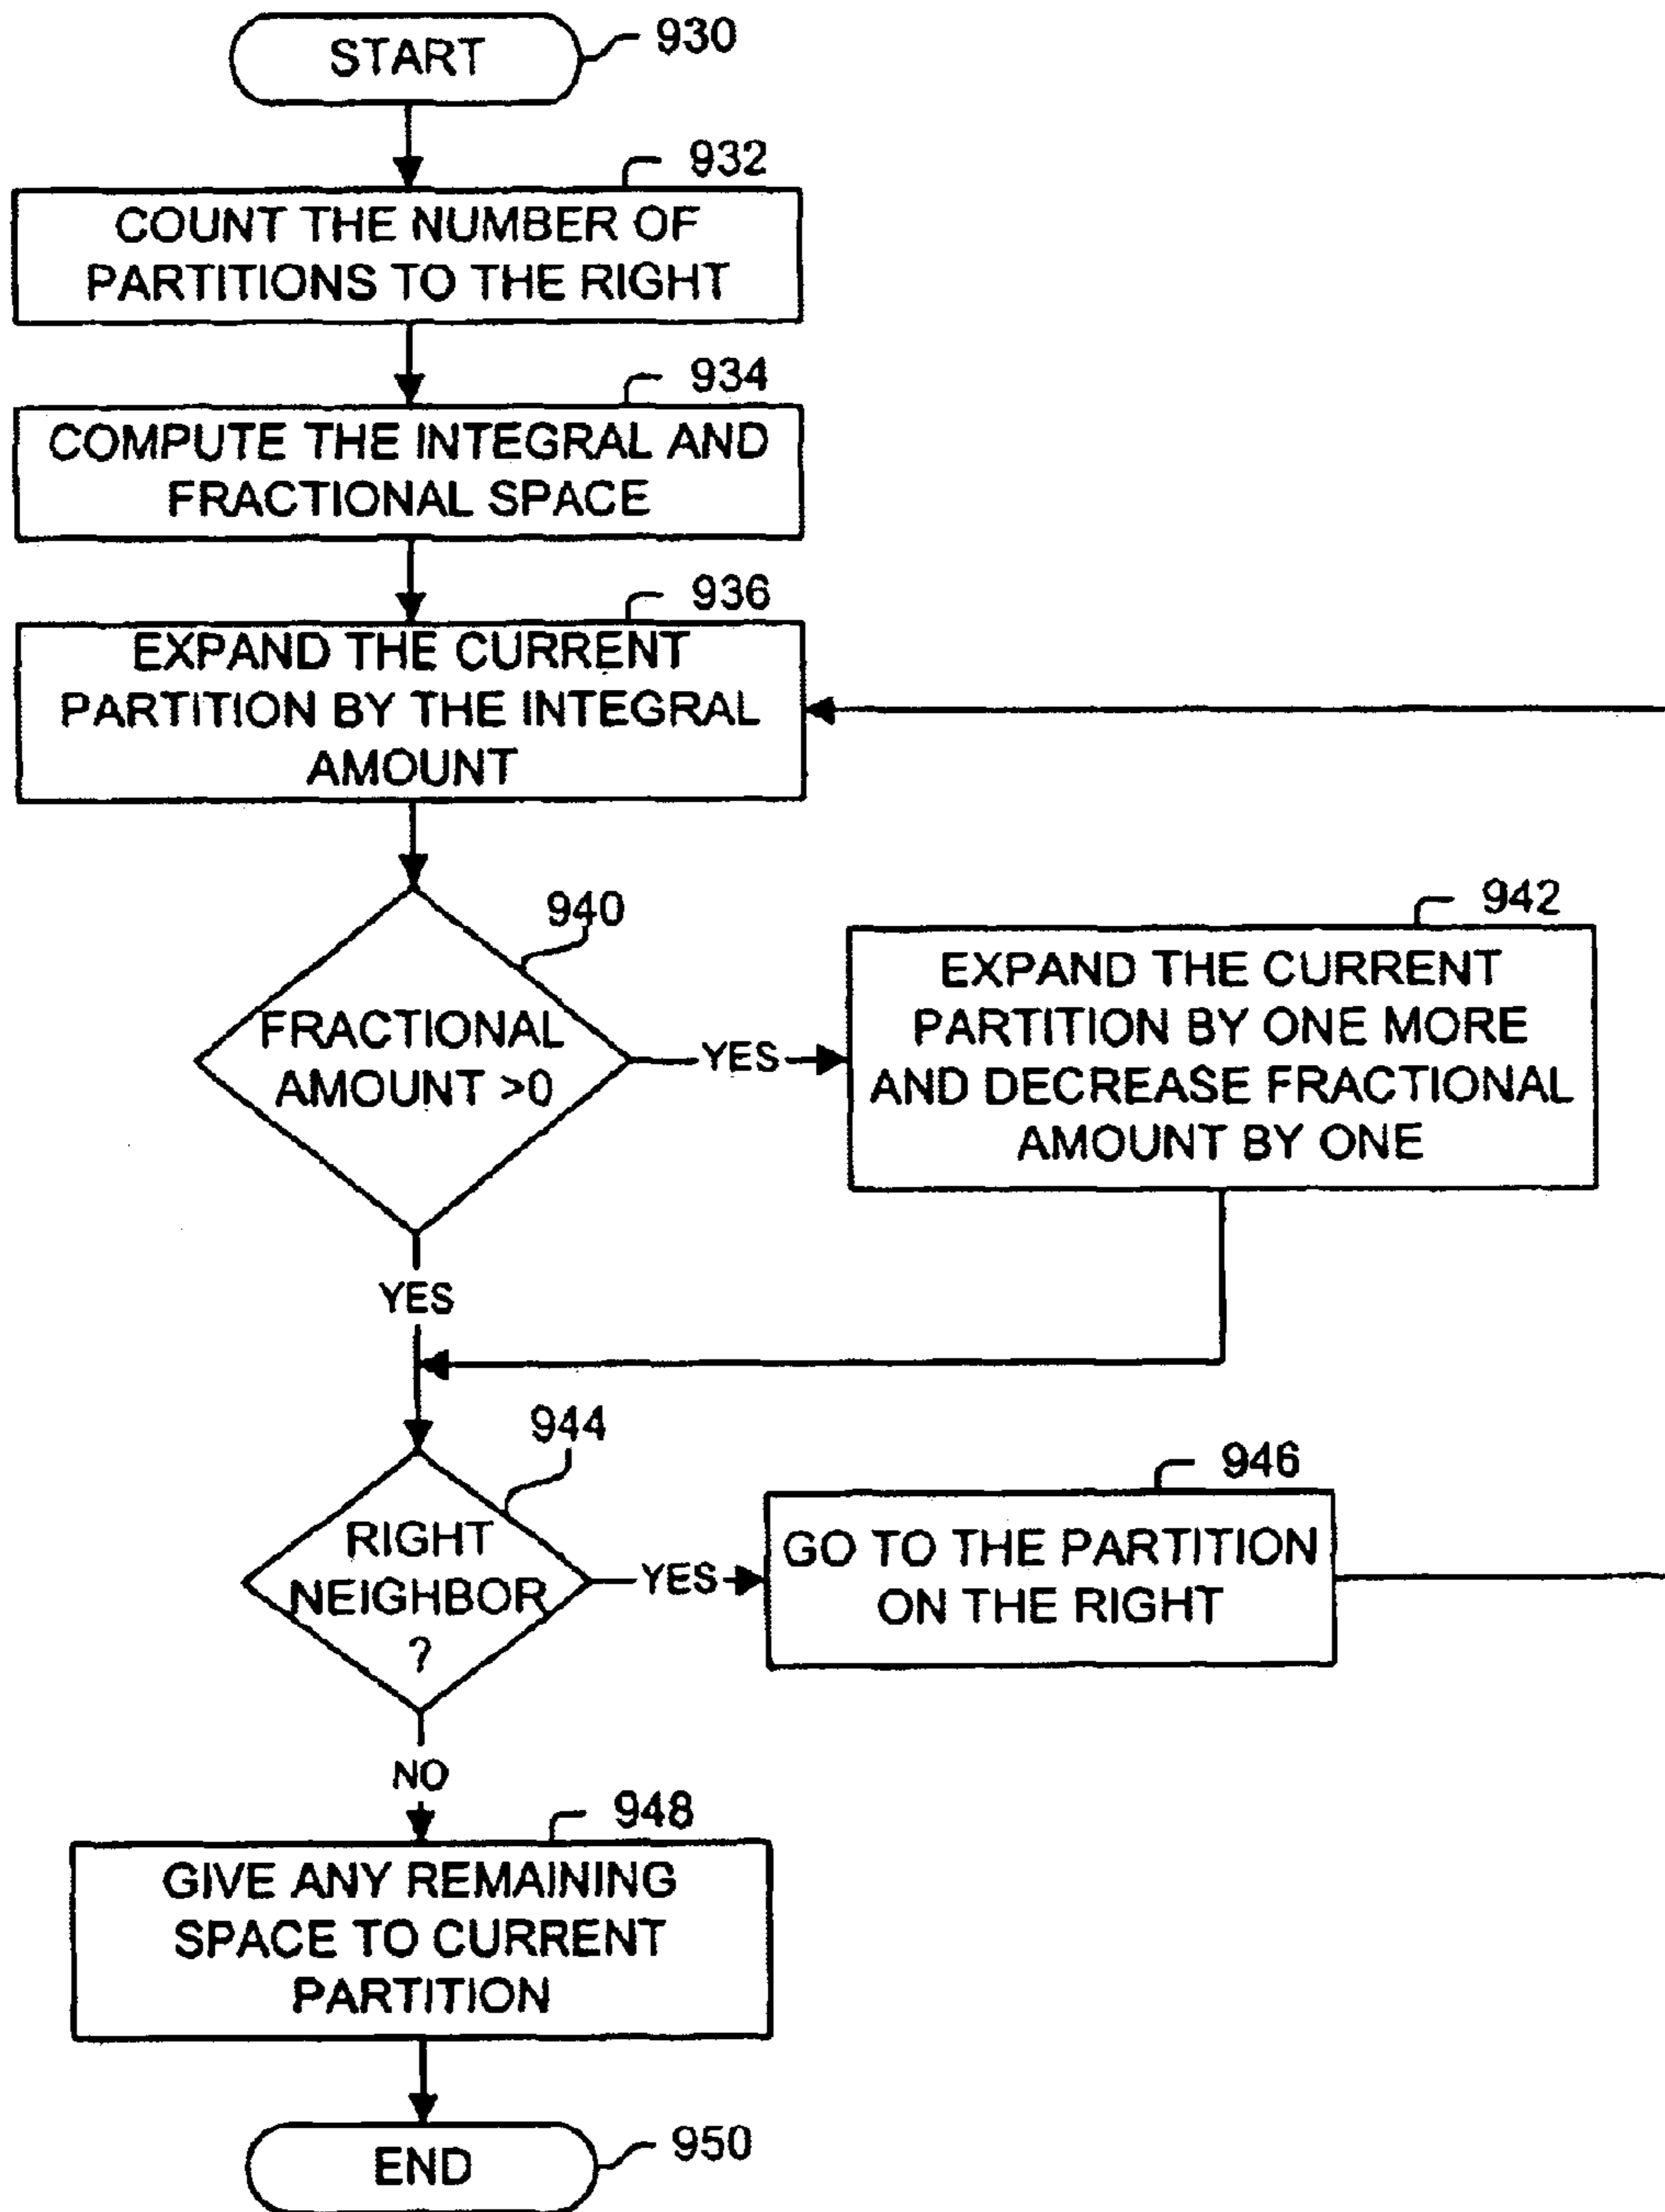 START
930
932
COUNT THE NUMBER OF
PARTITIONS TO THE RIGHT
934
COMPUTE THE INTEGRAL AND
FRACTIONAL SPACE
936
EXPAND THE CURRENT
PARTITION BY THE INTEGRAL
AMOUNT
940
FRACTIONAL
AMOUNT >0
YES
942
EXPAND THE CURRENT
PARTITION BY ONE MORE
AND DECREASE FRACTIONAL
AMOUNT BY ONE
YES
944
RIGHT
NEIGHBOR
?
YES
946
GO TO THE PARTITION
ON THE RIGHT
NO
948
GIVE ANY REMAINING
SPACE TO CURRENT
PARTITION
END
950